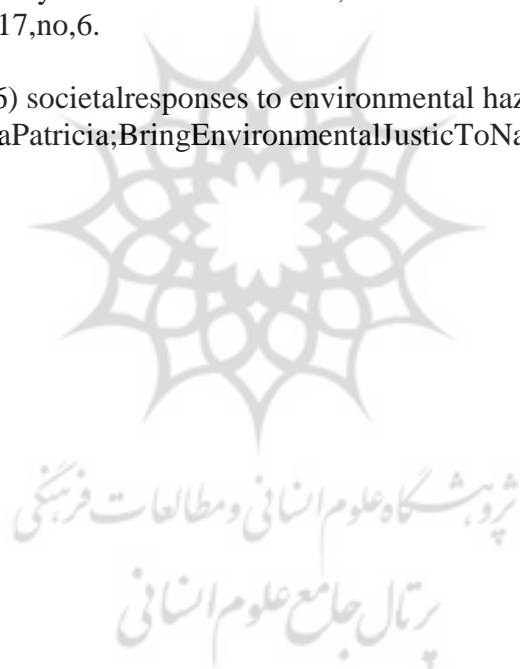 17,no,6.
6) societalresponses to environmental haz
aPatricia;BringEnvironmentalJusticToNa
پژوهشگاه علوم انسانی و مطالعات فرهنگی
پرتال جامع علوم انسانی